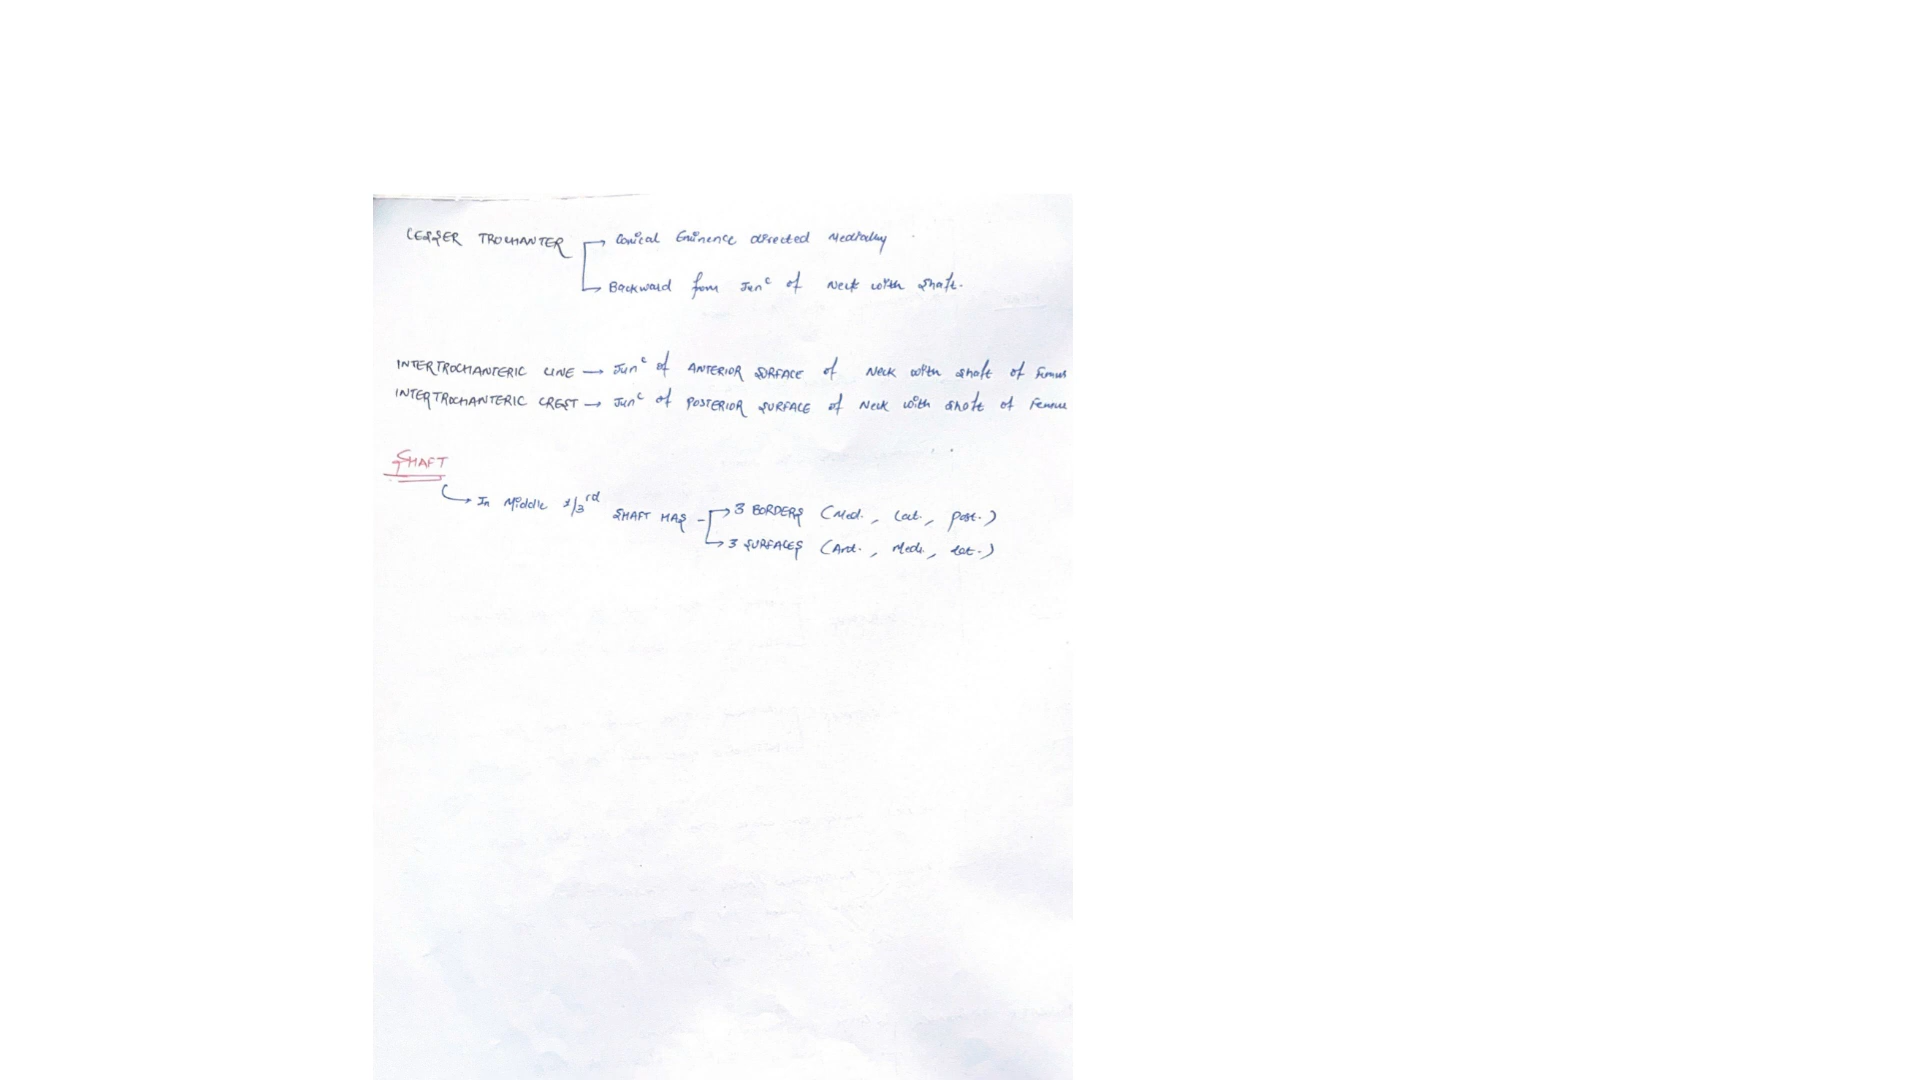 LESSER TROCHANTER → Conical Eminence directed Medially
→ Backward from Junᶜ of Neck with Shaft.
INTERTROCHANTERIC LINE → Junᶜ of ANTERIOR SURFACE of Neck with shaft of Femur
INTERTROCHANTERIC CREST → Junᶜ of POSTERIOR SURFACE of Neck with shaft of Femur
SHAFT
→ In Middle 1/3rd SHAFT HAS → 3 BORDERS (Med., Lat., Post.)
→ 3 SURFACES (Ant., Med., Lat.)